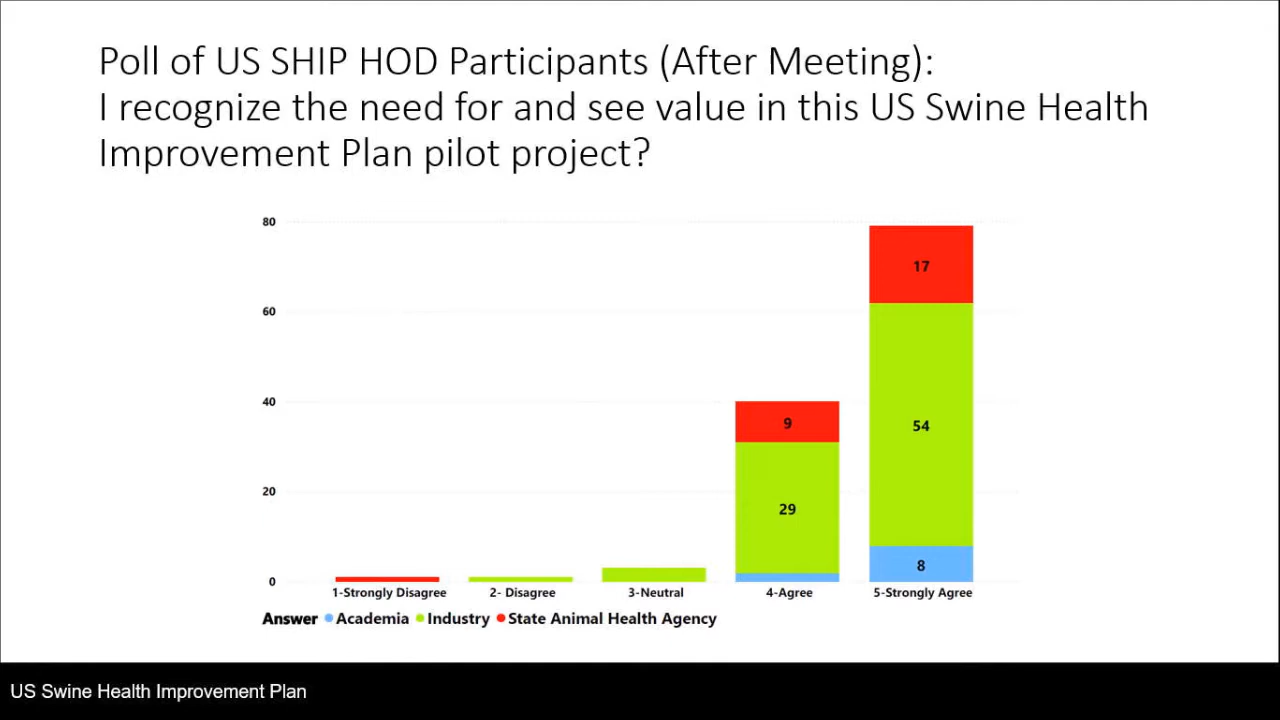 Poll of US SHIP HOD Participants (After Meeting):
I recognize the need for and see value in this US Swine Health
Improvement Plan pilot project?
80
17
60
54
40
9
29
20
8
0
1-Strongly Disagree 2- Disagree 3-Neutral 4-Agree 5-Strongly Agree
Answer Academia Industry State Animal Health Agency
US Swine Health Improvement Plan